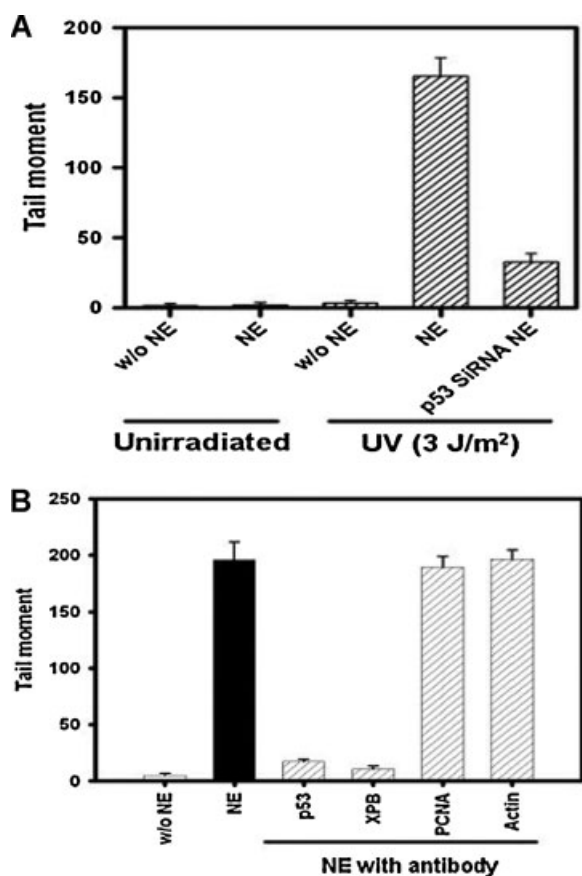 A
200
150
100
50
0
Tail moment
w/o NE
NE
w/o NE
NE
p53 SiRNA NE
Unirradiated
UV (3 J/m²)
B
250
200
150
100
50
0
Tail moment
w/o NE
NE
p53
XPB
PCNA
Actin
NE with antibody